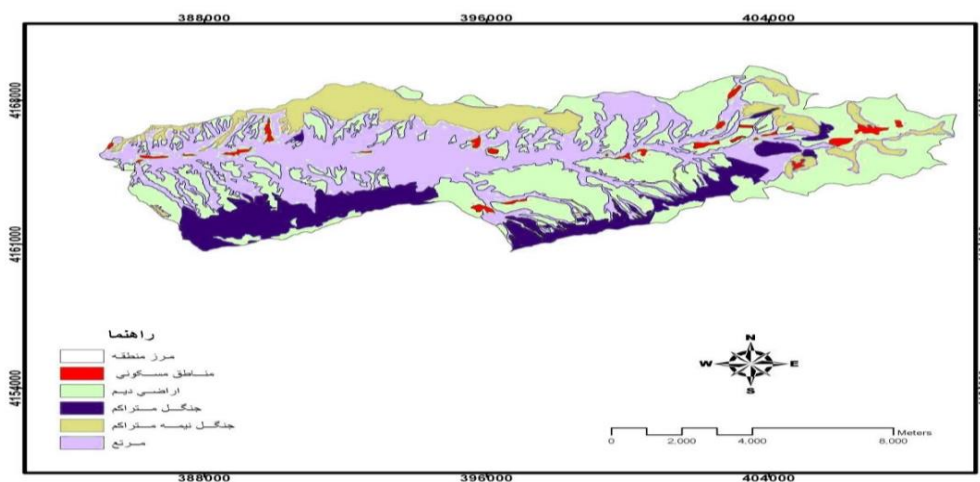 388000 396000 404000
4168000
4161000
4154000
راهنما
مرز منطقه
مناطق مسکونی
اراضی دیم
جنگل متراکم
جنگل نیمه متراکم
مرتع
N
W E
S
0 2,000 4,000 8,000 Meters
388000 396000 404000